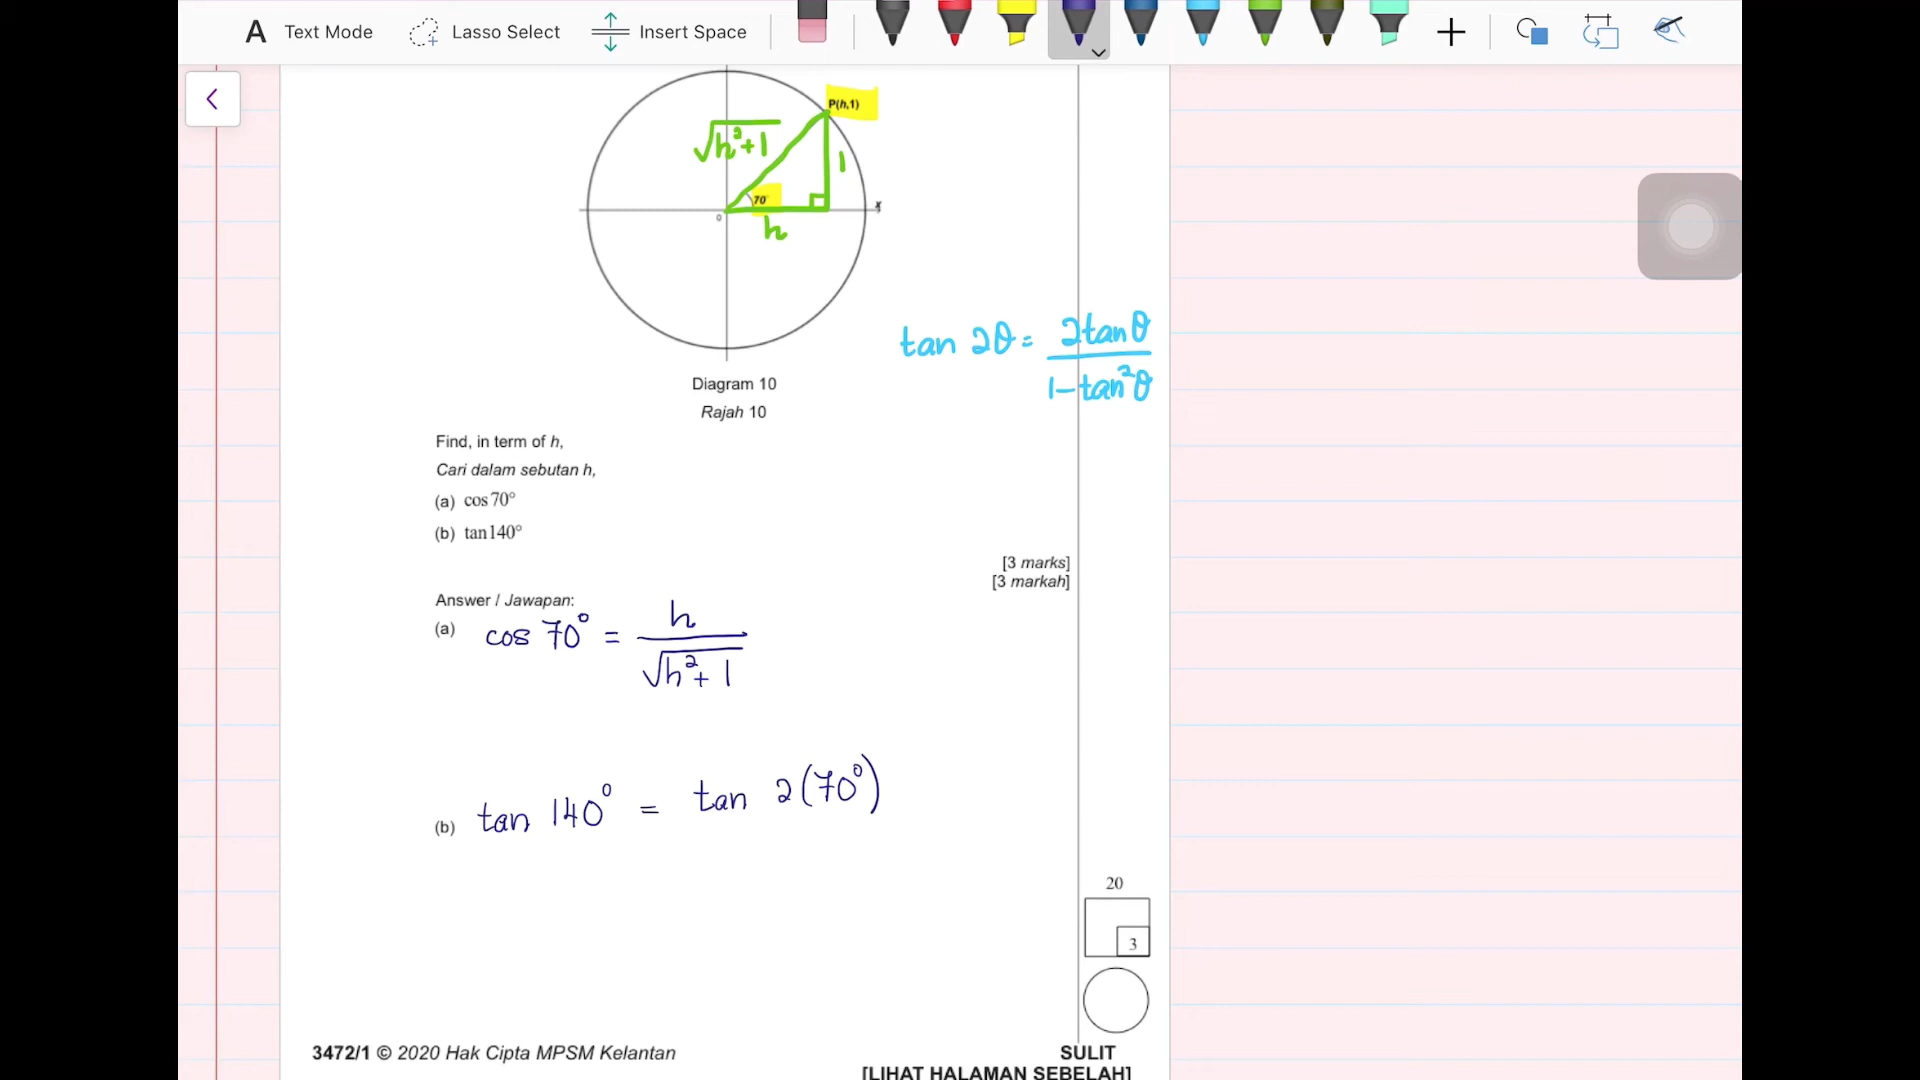 A Text Mode Lasso Select Insert Space
P(h,1)
√h²+1
1
70°
x
0
h
tan 2θ = 2tanθ
1-tan²θ
Diagram 10
Rajah 10
Find, in term of h,
Cari dalam sebutan h,
(a) cos 70°
(b) tan140°
[3 marks]
[3 markah]
Answer / Jawapan:
(a) cos 70° = h
√h²+ 1
(b) tan 140° = tan 2(70°)
20
3
3472/1 © 2020 Hak Cipta MPSM Kelantan
SULIT
[LIHAT HALAMAN SEBELAH]